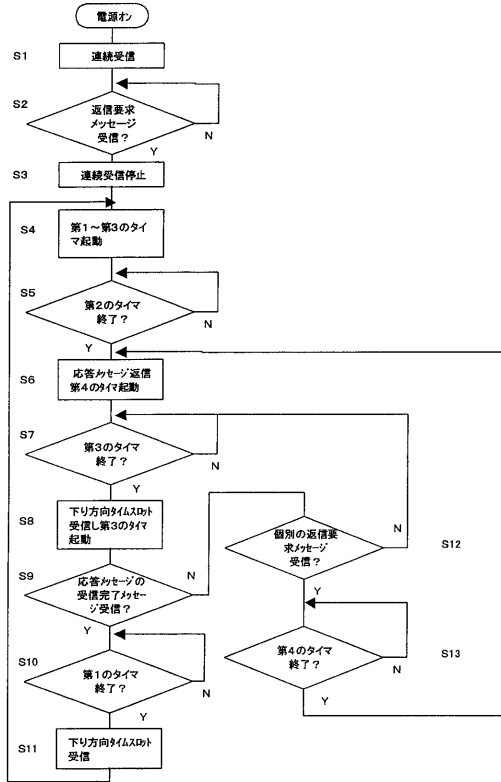 電源オン
S1
連続受信
S2
返信要求
メッセージ
受信？
N
Y
S3
連続受信停止
S4
第1～第3のタイ
マ起動
S5
第2のタイマ
終了？
N
Y
S6
応答メッセージ返信
第4のタイマ起動
S7
第3のタイマ
終了？
N
Y
S8
下り方向タイムスロット
受信し第3のタイマ
起動
S9
応答メッセージの
受信完了メッセー
ジ受信？
N
Y
個別の返信要
求メッセージ
受信？
N
S12
Y
S10
第1のタイマ
終了？
N
Y
第4のタイマ
終了？
N
S13
Y
S11
下り方向タイムスロット
受信